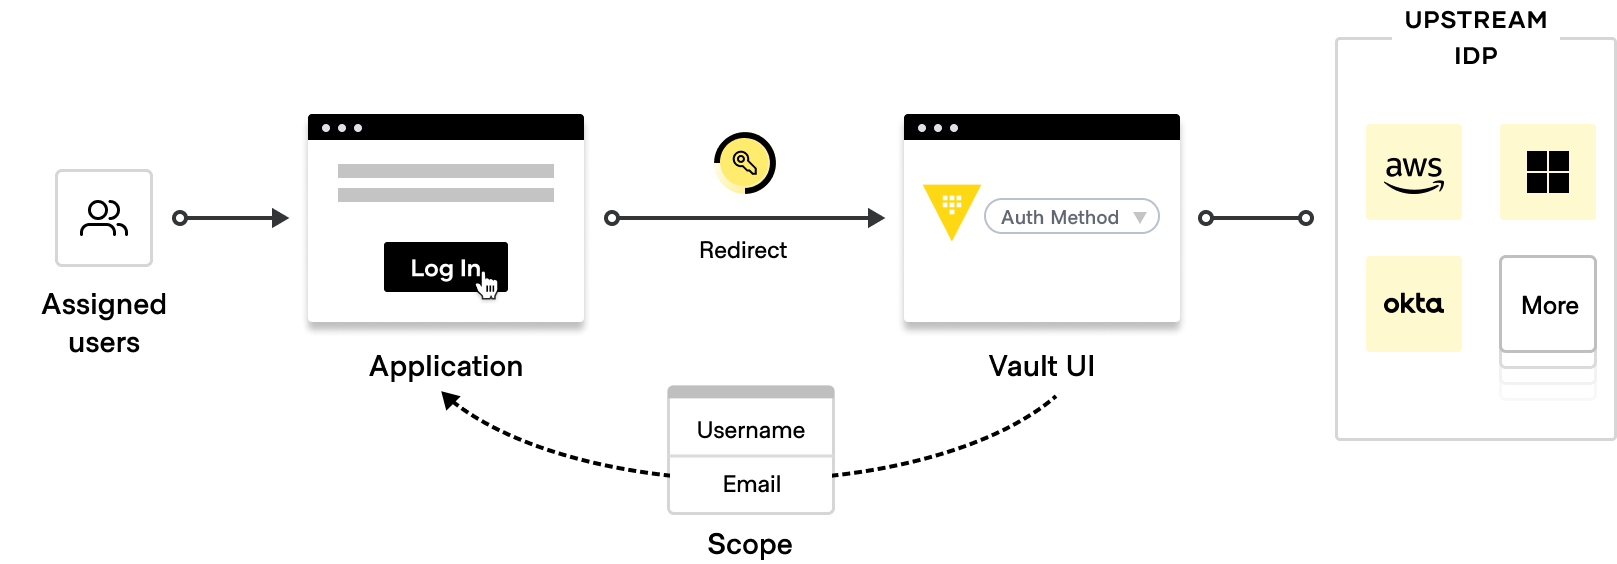 UPSTREAM
IDP
aws
okta
More
Log In
Redirect
Auth Method
Assigned
users
Application
Vault UI
Username
Email
Scope